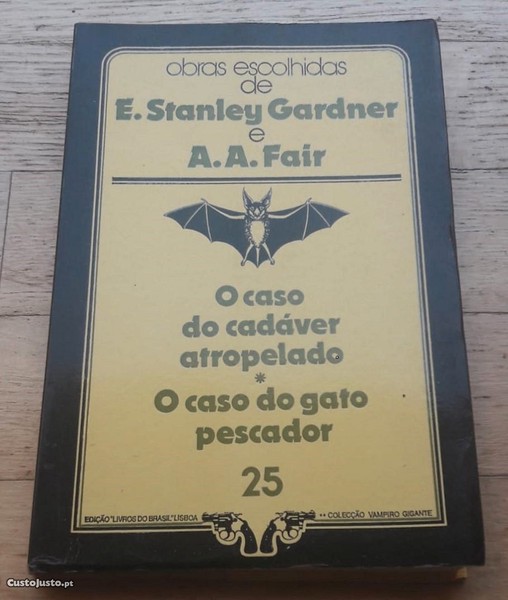 obras escolhidas
de
E. Stanley Gardner
e
A.A. Fair
O caso
do cadáver
atropelado
*
O caso do gato
pescador
25
EDIÇÃO "LIVROS DO BRASIL" LISBOA
** COLECÇÃO VAMPIRO GIGANTE
CustoJusto.pt